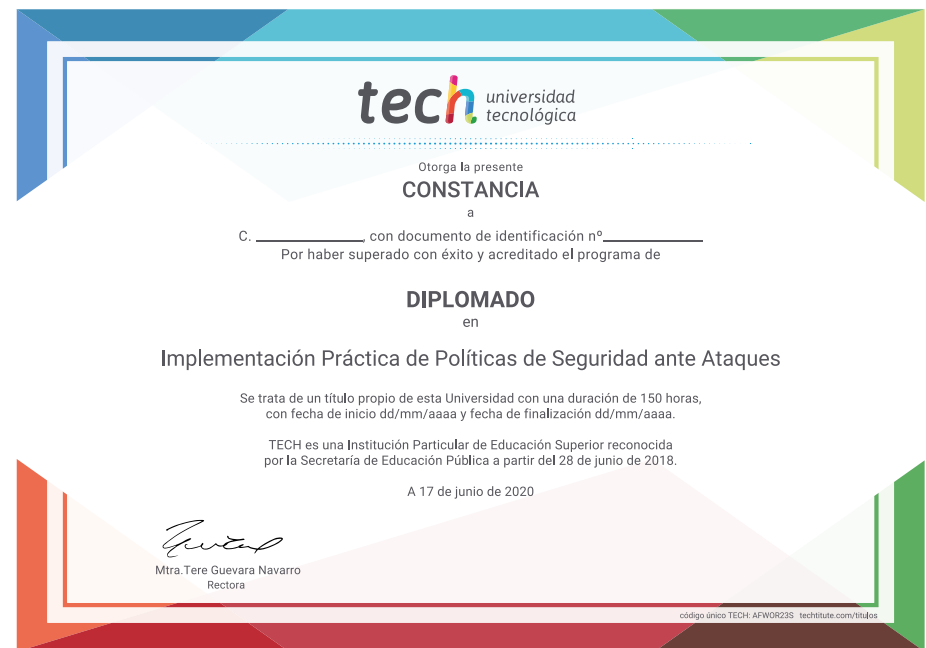 tech universidad
tecnológica
Otorga la presente
CONSTANCIA
a
C. ______________, con documento de identificación nº_____________
Por haber superado con éxito y acreditado el programa de
DIPLOMADO
en
Implementación Práctica de Políticas de Seguridad ante Ataques
Se trata de un título propio de esta Universidad con una duración de 150 horas,
con fecha de inicio dd/mm/aaaa y fecha de finalización dd/mm/aaaa.
TECH es una Institución Particular de Educación Superior reconocida
por la Secretaría de Educación Pública a partir del 28 de junio de 2018.
A 17 de junio de 2020
Mtra.Tere Guevara Navarro
Rectora
código único TECH: AFWOR23S techtitute.com/titulos